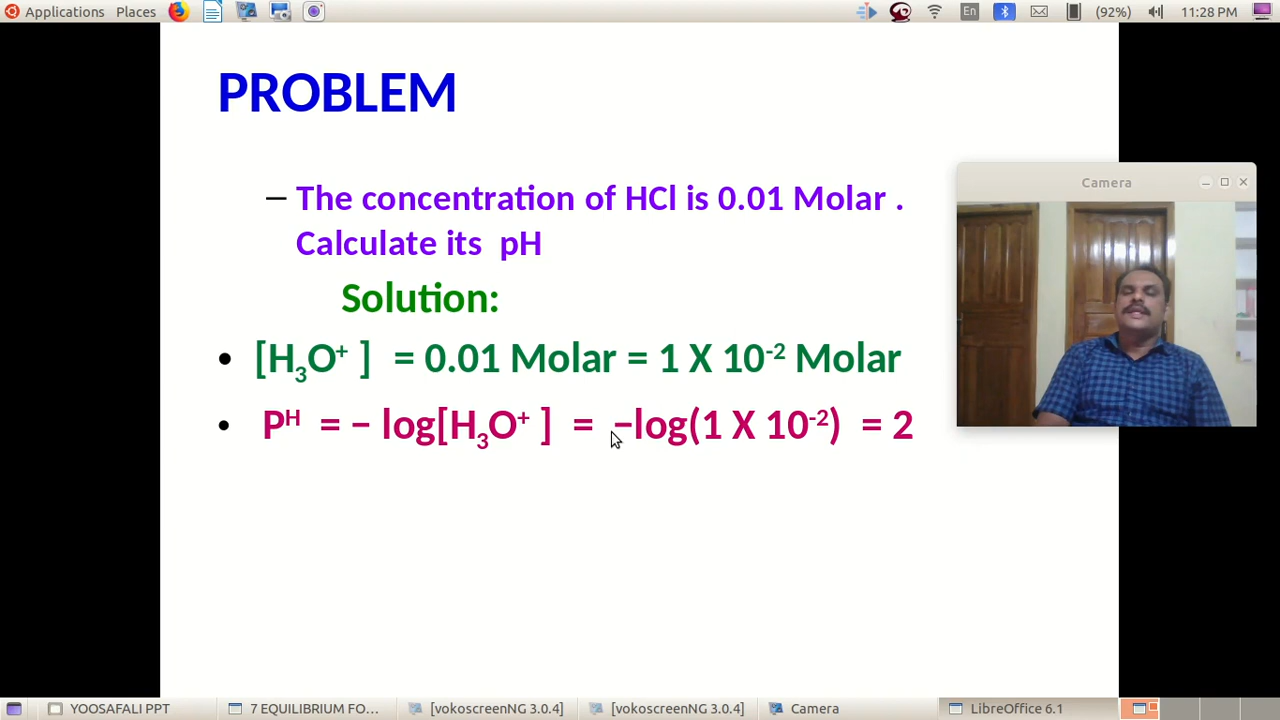 Applications Places En (92%) 11:28 PM
PROBLEM
– The concentration of HCl is 0.01 Molar .
Calculate its pH
Solution:
• [H₃O⁺ ] = 0.01 Molar = 1 X 10⁻² Molar
• Pᴴ = − log[H₃O⁺ ] = −log(1 X 10⁻²) = 2
Camera
YOOSAFALI PPT 7 EQUILIBRIUM FO... [vokoscreenNG 3.0.4] [vokoscreenNG 3.0.4] Camera LibreOffice 6.1